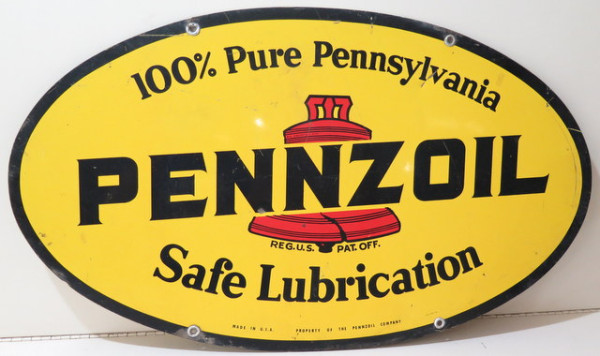 100% Pure Pennsylvania
PENNZOIL
REG. U.S. PAT. OFF.
Safe Lubrication
MADE IN U.S.A. PROPERTY OF THE PENNZOIL COMPANY